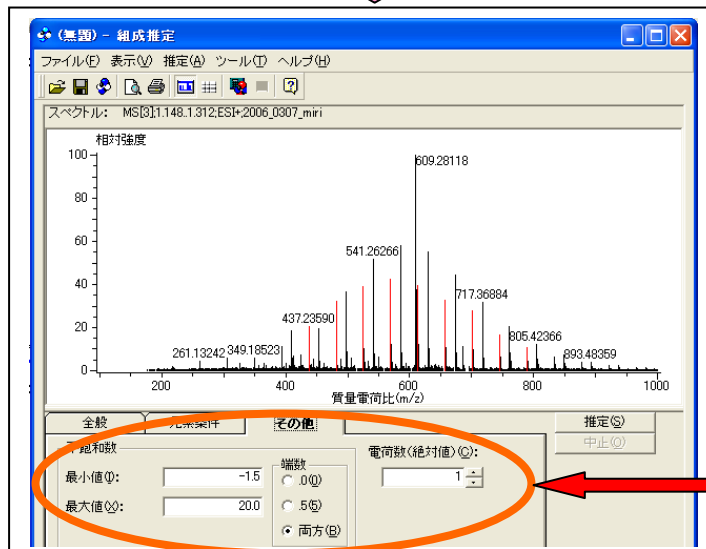 (無題) - 組成推定
ファイル(F) 表示(V) 推定(A) ツール(T) ヘルプ(H)
スペクトル: MS[3];1.148..1.312;ESI+;2006_0307_miri
相対強度
100
609.28118
80
60
541.26266
40
437.23590
717.36884
20
805.42366
261.13242 349.18523
893.48359
0
200 400 600 800 1000
質量電荷比(m/z)
全般 元素条件 その他 推定(S)
中止(O)
不飽和数 電荷数(絶対値)(C):
端数
最小値(I): -1.5 .0(0) 1
最大値(X): 20.0 .5(5)
両方(B)